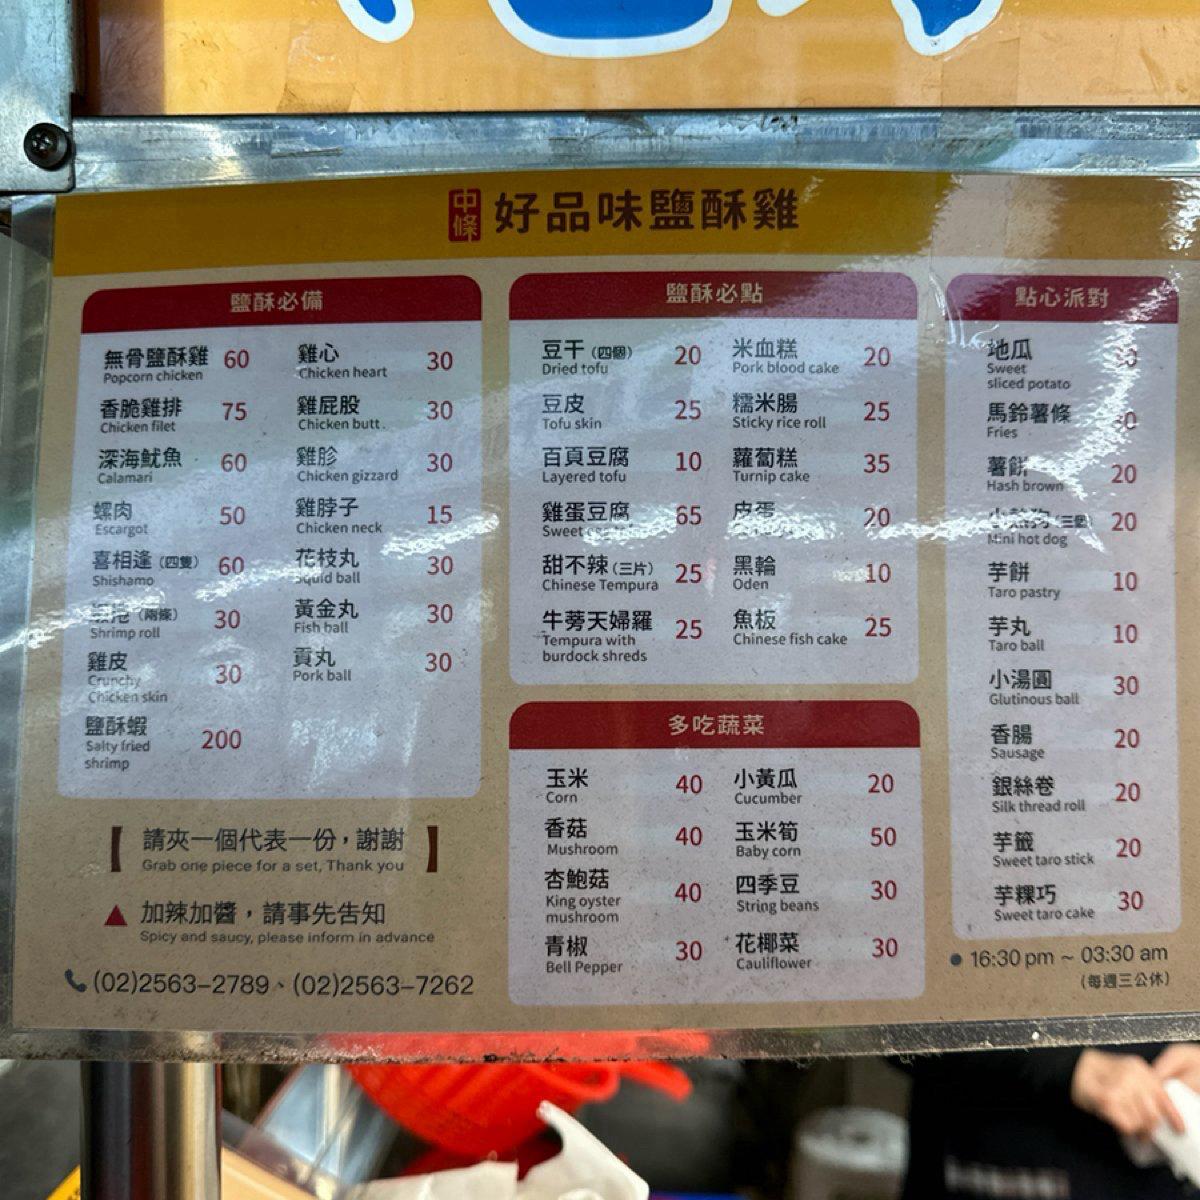 中條 好品味鹽酥雞
鹽酥必備
無骨鹽酥雞 60
Popcorn chicken
香脆雞排 75
Chicken filet
深海魷魚 60
Calamari
螺肉 50
Escargot
喜相逢（四隻） 60
Shishamo
（兩條） 30
Shrimp roll
雞皮 30
Crunchy
Chicken skin
鹽酥蝦 200
Salty fried
shrimp
雞心 30
Chicken heart
雞屁股 30
Chicken butt
雞胗 30
Chicken gizzard
雞脖子 15
Chicken neck
花枝丸 30
Squid ball
黃金丸 30
Fish ball
貢丸 30
Pork ball
【 請夾一個代表一份，謝謝 】
Grab one piece for a set, Thank you
▲ 加辣加醬，請事先告知
Spicy and saucy, please inform in advance
(02)2563-2789、(02)2563-7262
鹽酥必點
豆干（四個） 20
Dried tofu
豆皮 25
Tofu skin
百頁豆腐 10
Layered tofu
雞蛋豆腐 65
Sweet
甜不辣（三片） 25
Chinese Tempura
牛蒡天婦羅 25
Tempura with
burdock shreds
米血糕 20
Pork blood cake
糯米腸 25
Sticky rice roll
蘿蔔糕 35
Turnip cake
皮蛋 20
黑輪 10
Oden
魚板 25
Chinese fish cake
多吃蔬菜
玉米 40
Corn
香菇 40
Mushroom
杏鮑菇 40
King oyster
mushroom
青椒 30
Bell Pepper
小黃瓜 20
Cucumber
玉米筍 50
Baby corn
四季豆 30
String beans
花椰菜 30
Cauliflower
點心派對
地瓜
Sweet
sliced potato
馬鈴薯條
Fries
薯餅 20
Hash brown
小熱狗 20
Mini hot dog
芋餅 10
Taro pastry
芋丸 10
Taro ball
小湯圓 30
Glutinous ball
香腸 20
Sausage
銀絲卷 20
Silk thread roll
芋籤 20
Sweet taro stick
芋粿巧 30
Sweet taro cake
● 16:30 pm ~ 03:30 am
（每週三公休）